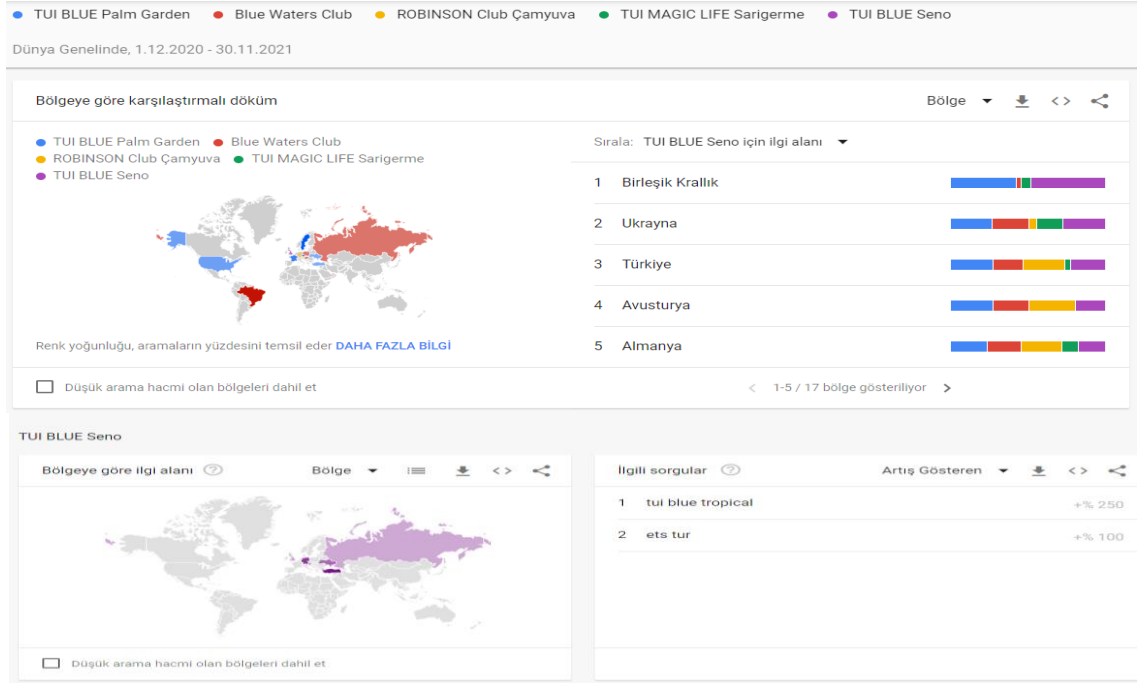 TUI BLUE Palm Garden Blue Waters Club ROBINSON Club Çamyuva TUI MAGIC LIFE Sarigerme TUI BLUE Seno
Dünya Genelinde, 1.12.2020 - 30.11.2021
Bölgeye göre karşılaştırmalı döküm
Bölge
TUI BLUE Palm Garden Blue Waters Club
ROBINSON Club Çamyuva TUI MAGIC LIFE Sarigerme
TUI BLUE Seno
Renk yoğunluğu, aramaların yüzdesini temsil eder DAHA FAZLA BİLGİ
Düşük arama hacmi olan bölgeleri dahil et
Sırala: TUI BLUE Seno için ilgi alanı
1 Birleşik Krallık
2 Ukrayna
3 Türkiye
4 Avusturya
5 Almanya
< 1-5 / 17 bölge gösteriliyor >
TUI BLUE Seno
Bölgeye göre ilgi alanı ? Bölge <>
Düşük arama hacmi olan bölgeleri dahil et
İlgili sorgular ? Artış Gösteren <>
1 tui blue tropical +% 250
2 ets tur +% 100